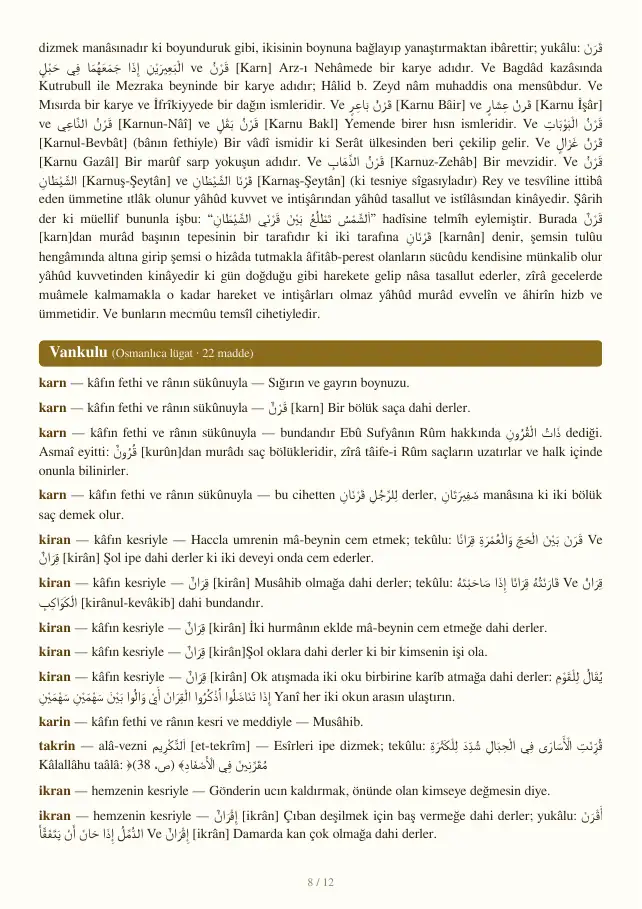 dizmek manâsınadır ki boyunduruk gibi, ikisinin boynuna bağlayıp yanaştırmaktan ibârettir; yukâlu: قَرَنَ
الْبَعِيرَيْنِ إِذَا جَمَعَهُمَا فِي حَبْلٍ ve قَرْنٌ [Karn] Arz-ı Nehâmede bir karye adıdır. Ve Bagdâd kazâsında
Kutrubull ile Mezraka beyninde bir karye adıdır; Hâlid b. Zeyd nâm muhaddis ona mensûbdur. Ve
Mısırda bir karye ve İfrîkiyyede bir dağın ismleridir. Ve قَرْنُ بَاعِرٍ [Karnu Bâir] ve قَرنُ عِشَارٍ [Karnu İşâr]
ve قَرْنُ النَّاعِي [Karnun-Nâî] ve قَرْنُ بَقْلٍ [Karnu Bakl] Yemende birer hısn ismleridir. Ve قَرْنُ الْبَوْبَاتِ
[Karnul-Bevbât] (bânın fethiyle) Bir vâdî ismidir ki Serât ülkesinden beri çekilip gelir. Ve قَرْنُ غَزَالٍ
[Karnu Gazâl] Bir marûf sarp yokuşun adıdır. Ve قَرْنُ الذَّهَابِ [Karnuz-Zehâb] Bir mevzidir. Ve قَرْنُ
الشَّيْطَانِ [Karnuş-Şeytân] ve قَرْنَا الشَّيْطَانِ [Karnaş-Şeytân] (ki tesniye sîgasıyladır) Rey ve tesvîline ittibâ
eden ümmetine ıtlâk olunur yâhûd kuvvet ve intişârından yâhûd tasallut ve istîlâsından kinâyedir. Şârih
der ki müellif bununla işbu: “اَلشَّمْسُ تَطْلُعُ بَيْنَ قَرْنَيِ الشَّيْطَانِ” hadîsine telmîh eylemiştir. Burada قَرْنٌ
[karn]dan murâd başının tepesinin bir tarafıdır ki iki tarafına قَرْنَانِ [karnân] denir, şemsin tulûu
hengâmında altına girip şemsi o hizâda tutmakla âfitâb-perest olanların sücûdu kendisine münkalib olur
yâhûd kuvvetinden kinâyedir ki gün doğduğu gibi harekete gelip nâsa tasallut ederler, zîrâ gecelerde
muâmele kalmamakla o kadar hareket ve intişârları olmaz yâhûd murâd evvelîn ve âhirîn hizb ve
ümmetidir. Ve bunların mecmûu temsîl cihetiyledir.
Vankulu (Osmanlıca lügat · 22 madde)
karn — kâfın fethi ve rânın sükûnuyla — Sığırın ve gayrın boynuzu.
karn — kâfın fethi ve rânın sükûnuyla — قَرْنٌ [karn] Bir bölük saça dahi derler.
karn — kâfın fethi ve rânın sükûnuyla — bundandır Ebû Sufyânın Rûm hakkında ذَاتُ الْقُرُونِ dediği.
Asmaî eyitti: قُرُونٌ [kurûn]dan murâdı saç bölükleridir, zîrâ tâife-i Rûm saçların uzatırlar ve halk içinde
onunla bilinirler.
karn — kâfın fethi ve rânın sükûnuyla — bu cihetten لِلرَّجُلِ قَرْنَانِ derler, ضَفِيرَتَانِ manâsına ki iki bölük
saç demek olur.
kiran — kâfın kesriyle — Haccla umrenin mâ-beynin cem etmek; tekûlu: قَرَنَ بَيْنَ الْحَجِّ وَالْعُمْرَةِ قِرَانًا Ve
قِرَانٌ [kirân] Şol ipe dahi derler ki iki deveyi onda cem ederler.
kiran — kâfın kesriyle — قِرَانٌ [kirân] Musâhib olmağa dahi derler; tekûlu: قَارَنْتُهُ قِرَانًا إِذَا صَاحَبْتَهُ Ve قِرَانُ
الْكَوَاكِبِ [kirânul-kevâkib] dahi bundandır.
kiran — kâfın kesriyle — قِرَانٌ [kirân] İki hurmânın eklde mâ-beynin cem etmeğe dahi derler.
kiran — kâfın kesriyle — قِرَانٌ [kirân]Şol oklara dahi derler ki bir kimsenin işi ola.
kiran — kâfın kesriyle — قِرَانٌ [kirân] Ok atışmada iki oku birbirine karîb atmağa dahi derler: يُقَالُ لِلْقَوْمِ
إِذَا تَنَاضَلُوا اُذْكُرُوا الْقِرَانَ أَيْ وَالُوا بَيْنَ سَهْمَيْنِ سَهْمَيْنِ Yanî her iki okun arasın ulaştırın.
karin — kâfın fethi ve rânın kesri ve meddiyle — Musâhib.
takrin — alâ-vezni اَلتَّكْرِيمِ [et-tekrîm] — Esîrleri ipe dizmek; tekûlu: قُرِّنَتِ الْأَسَارَى فِي الْحِبَالِ شُدِّدَ لِلْكَثْرَةِ
Kâlallâhu taâlâ: ﴿مُقَرَّنِينَ فِي الْأَصْفَادِ﴾ (ص، 38)
ikran — hemzenin kesriyle — Gönderin ucın kaldırmak, önünde olan kimseye değmesin diye.
ikran — hemzenin kesriyle — إِقْرَانٌ [ikrân] Çıban deşilmek için baş vermeğe dahi derler; yukâlu: أَقْرَنَ
الدُّمَّلُ إِذَا حَانَ أَنْ يَتَفَقَّأَ Ve إِقْرَانٌ [ikrân] Damarda kan çok olmağa dahi derler.
8 / 12